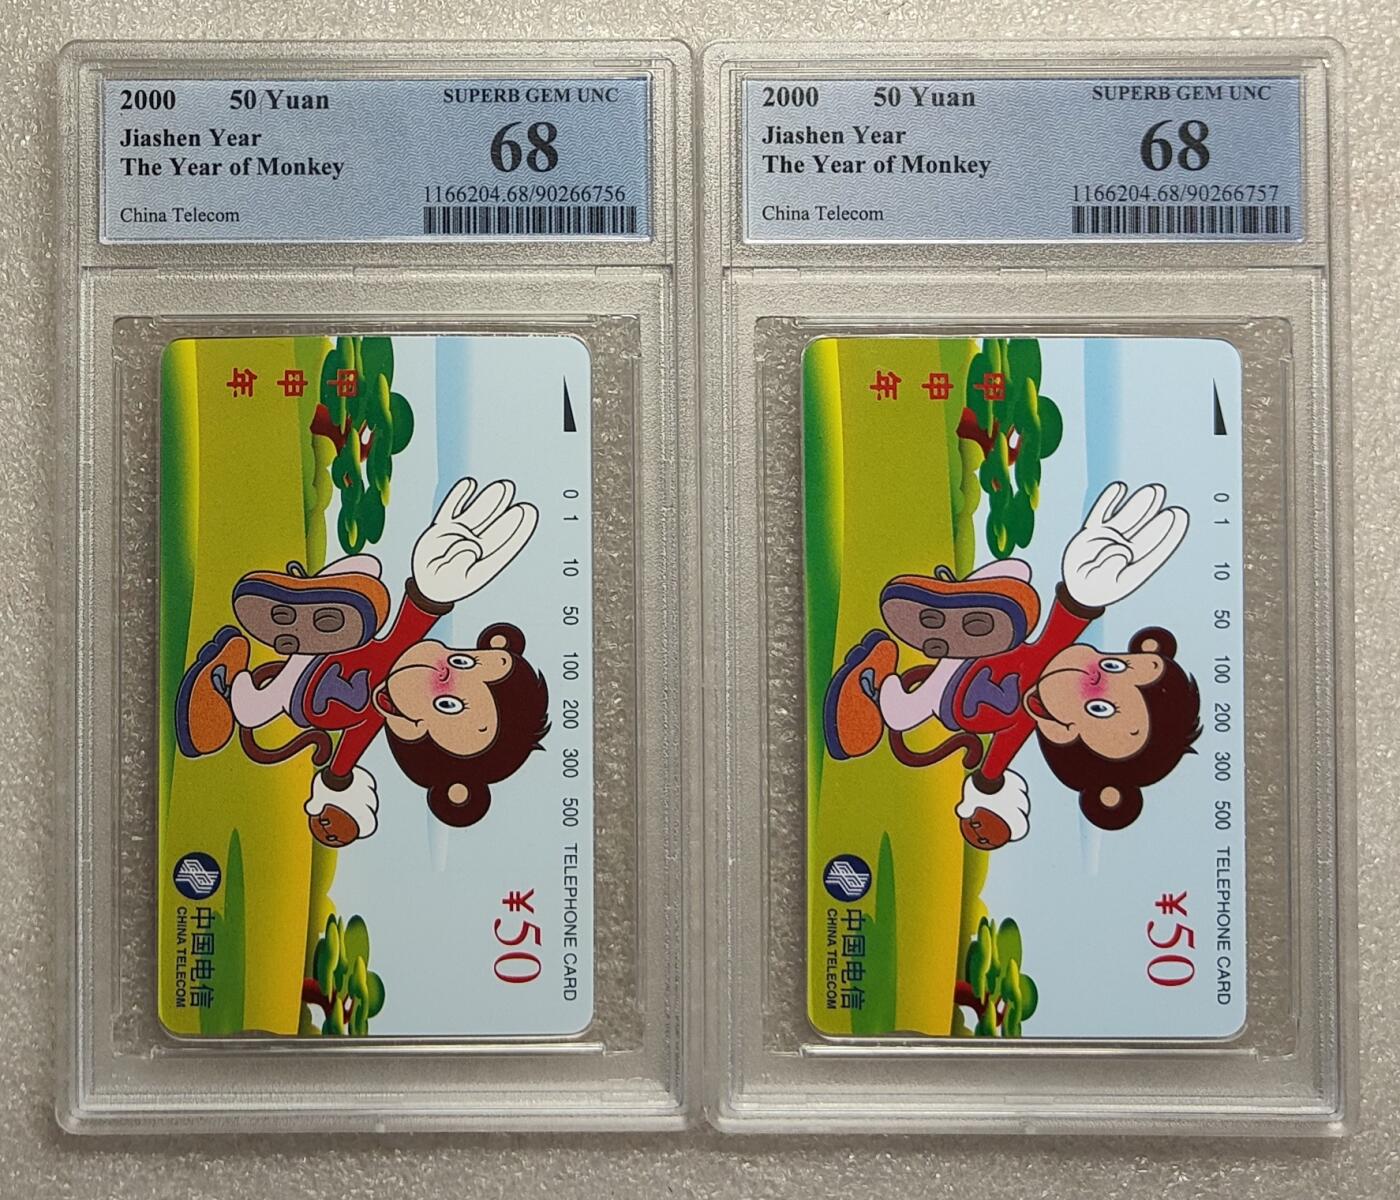 2000 50 Yuan
Jiashen Year
The Year of Monkey
China Telecom
SUPERB GEM UNC
68
1166204.68/90266756
0 1 10 50 100 200 300 500 TELEPHONE CARD
¥50
甲申年
中国电信
CHINA TELECOM
2000 50 Yuan
Jiashen Year
The Year of Monkey
China Telecom
SUPERB GEM UNC
68
1166204.68/90266757
0 1 10 50 100 200 300 500 TELEPHONE CARD
¥50
甲申年
中国电信
CHINA TELECOM